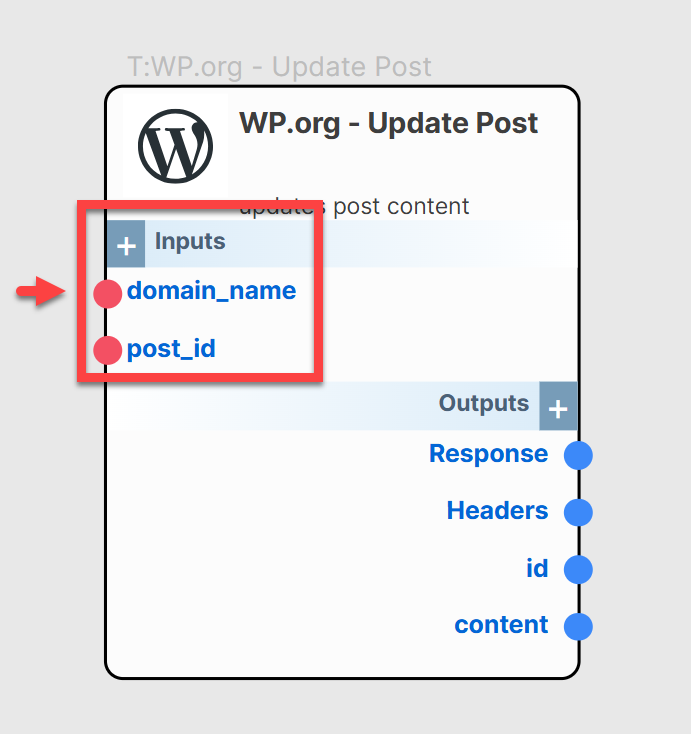 T:WP.org - Update Post
WP.org - Update Post
updates post content
+ Inputs
domain_name
post_id
Outputs +
Response
Headers
id
content